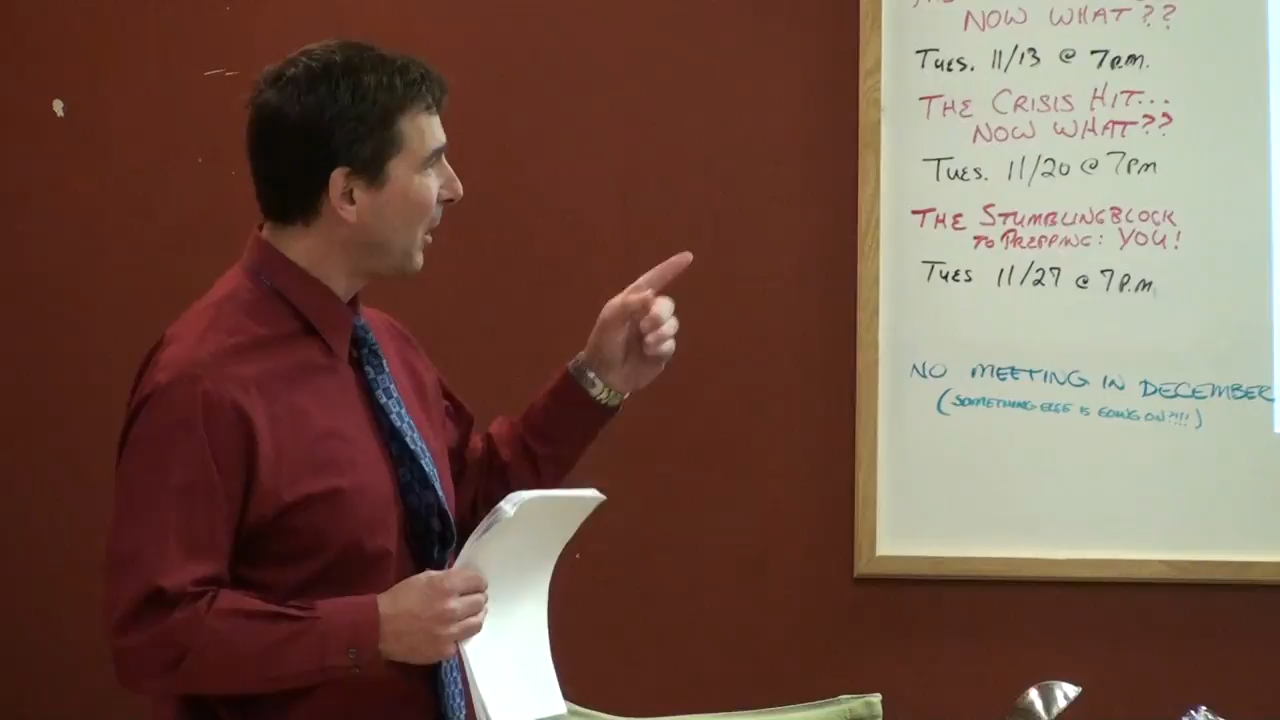 NOW WHAT??
TUES. 11/13 @ 7P.M.
THE CRISIS HIT...
NOW WHAT??
TUES. 11/20 @ 7PM
THE STUMBLINGBLOCK
TO PREPPING: YOU!
TUES 11/27 @ 7P.M.
NO MEETING IN DECEMBER
(SOMETHING ELSE IS GOING ON?!!!!)